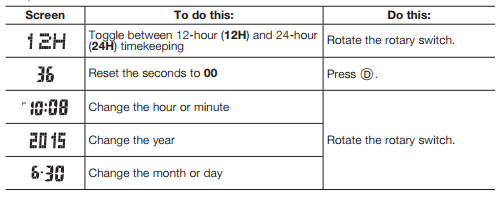 Screen To do this: Do this:
12H Toggle between 12-hour (12H) and 24-hour (24H) timekeeping Rotate the rotary switch.
36 Reset the seconds to 00 Press Ⓓ.
P 10:08 Change the hour or minute
2015 Change the year Rotate the rotary switch.
6-30 Change the month or day